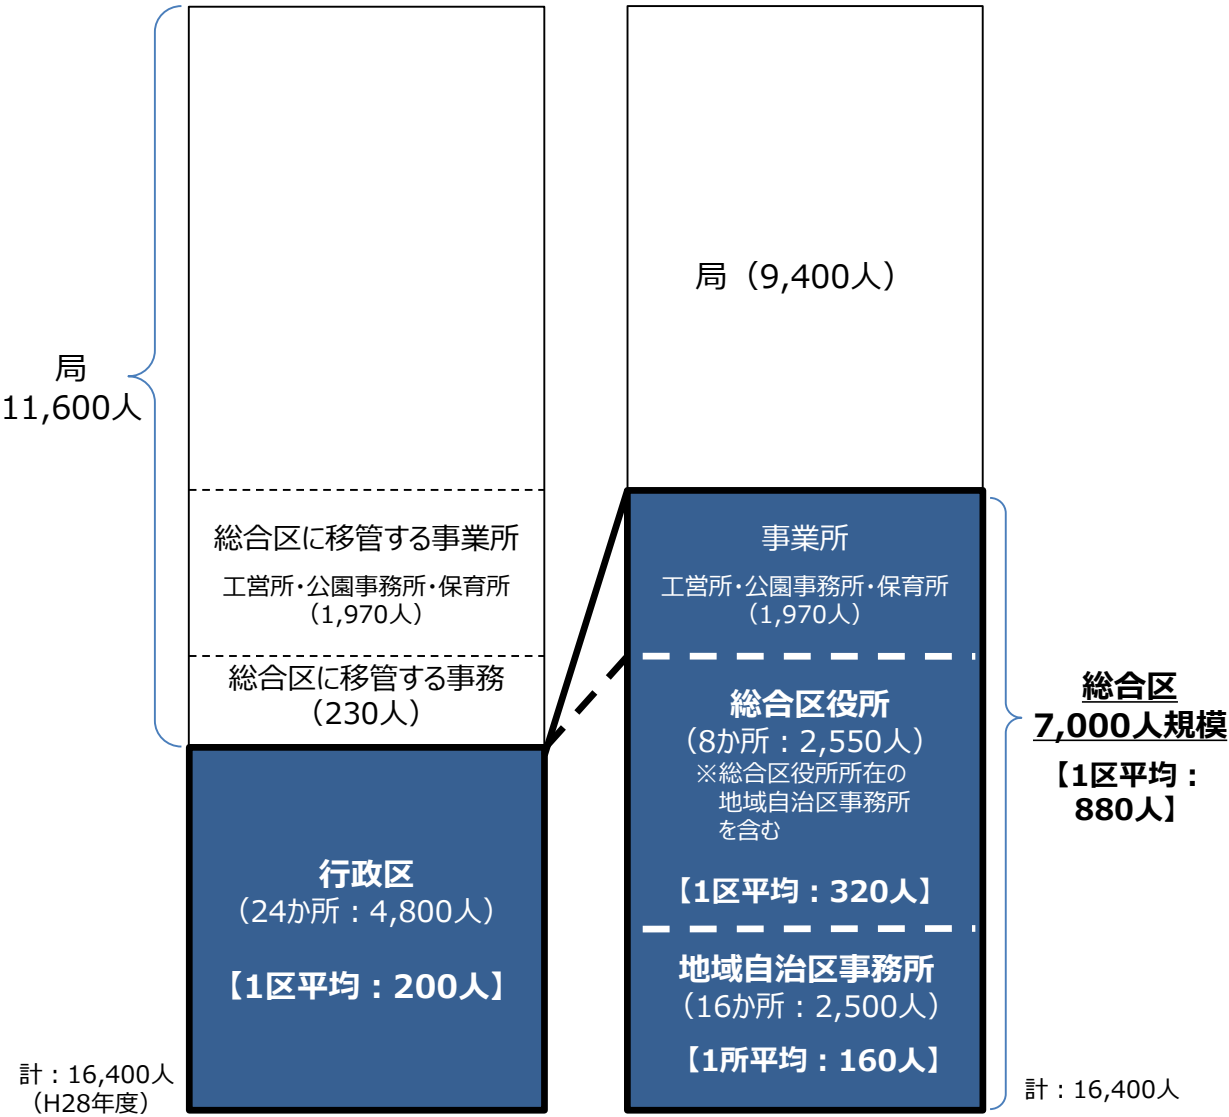 局
11,600人
総合区に移管する事業所
工営所・公園事務所・保育所
（1,970人）
総合区に移管する事務
（230人）
行政区
（24か所：4,800人）
【1区平均：200人】
計：16,400人
（H28年度）
局（9,400人）
事業所
工営所・公園事務所・保育所
（1,970人）
総合区役所
（8か所：2,550人）
※総合区役所所在の
地域自治区事務所
を含む
【1区平均：320人】
地域自治区事務所
（16か所：2,500人）
【1所平均：160人】
総合区
7,000人規模
【1区平均：
880人】
計：16,400人